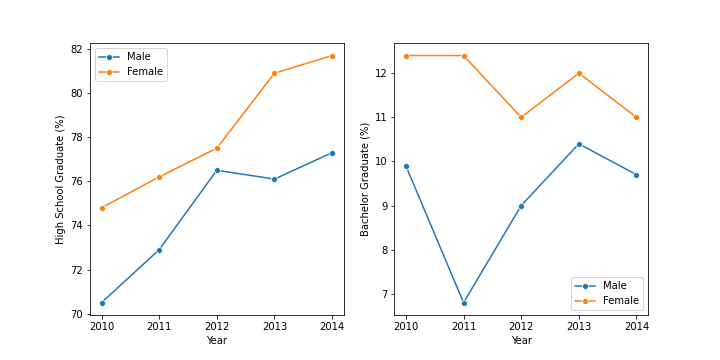 High School Graduate (%)
82
80
78
76
74
72
70
Male
Female
2010 2011 2012 2013 2014
Year
Bachelor Graduate (%)
12
11
10
9
8
7
Male
Female
2010 2011 2012 2013 2014
Year